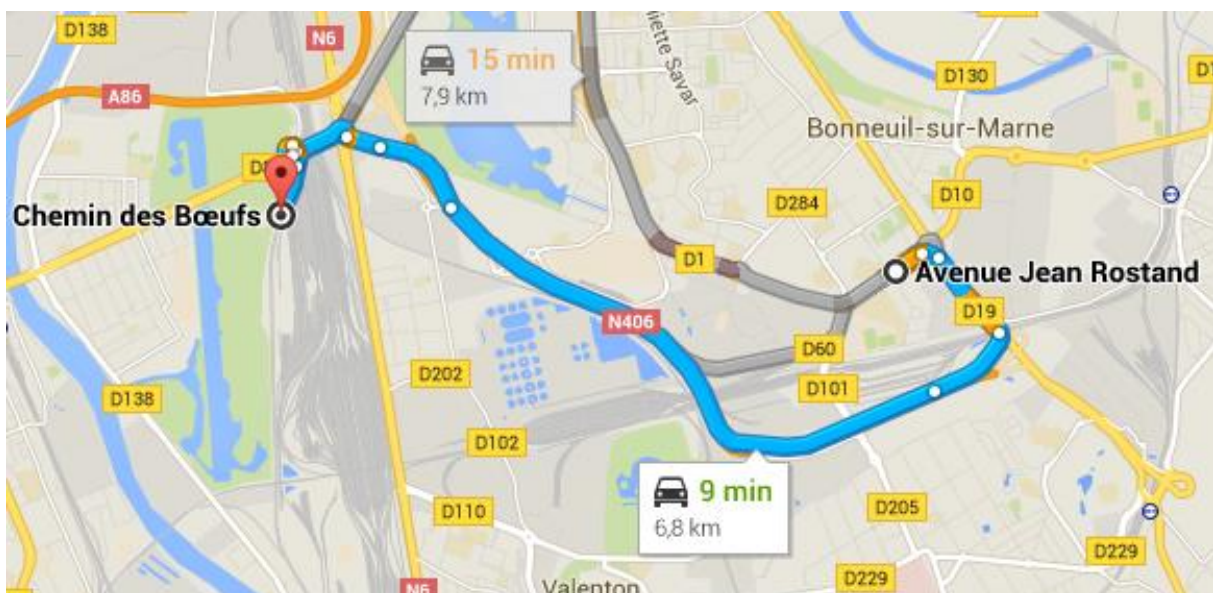 D138
N6
15 min
7,9 km
iette Savar
D130
A86
Bonneuil-sur-Marne
D10
Chemin des Bœufs
D284
D1
Avenue Jean Rostand
D19
N406
D60
D202
D101
D138
D102
9 min
6,8 km
D110
D205
D229
D229
N6
Valenton